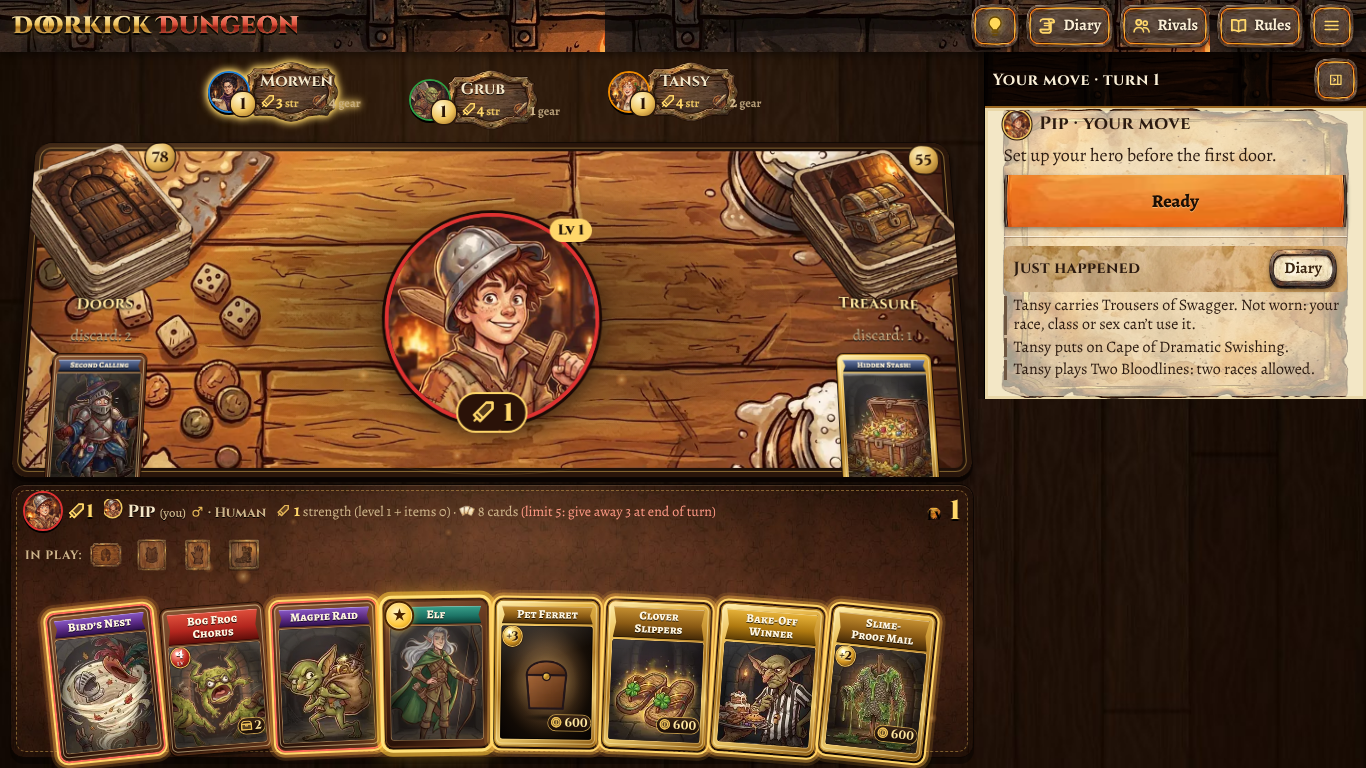 Doorkick Dungeon
Diary
Rivals
Rules
Morwen
1
3 str
4 gear
Grub
1
4 str
1 gear
Tansy
1
4 str
2 gear
Your move · turn 1
Pip · your move
Set up your hero before the first door.
Ready
Just happened
Diary
Tansy carries Trousers of Swagger. Not worn: your
race, class or sex can't use it.
Tansy puts on Cape of Dramatic Swishing.
Tansy plays Two Bloodlines: two races allowed.
78
55
Lv 1
1
Doors
discard: 2
Treasure
discard: 1
Second Calling
Hidden Stash
1 Pip (you) ♂ · Human 1 strength (level 1 + items 0) · 8 cards (limit 5: give away 3 at end of turn)
1
In play:
Bird's Nest
Bog Frog
Chorus
4
2
Magpie Raid
Elf
Pet Ferret
+3
600
Clover
Slippers
600
Bake-Off
Winner
Slime-
Proof Mail
+2
600